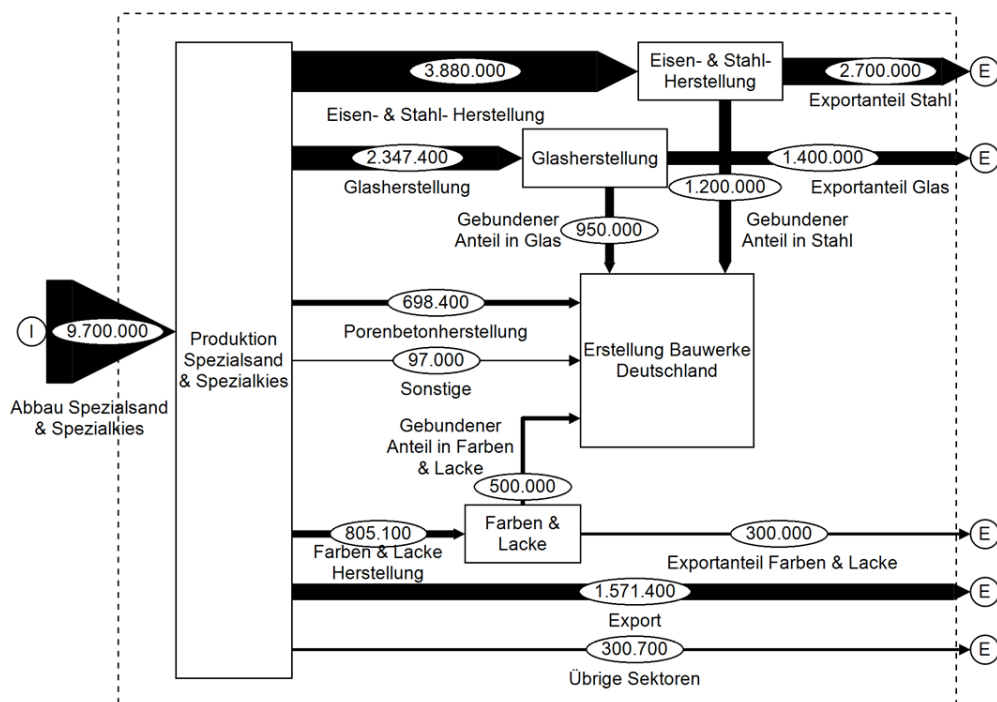 3.880.000
Eisen- & Stahl- Herstellung
Eisen- & Stahl-
Herstellung
2.700.000
Exportanteil Stahl
E
2.347.400
Glasherstellung
Glasherstellung
1.400.000
Exportanteil Glas
E
1.200.000
Gebundener
Anteil in Stahl
Gebundener
Anteil in Glas
950.000
I
9.700.000
Abbau Spezialsand
& Spezialkies
Produktion
Spezialsand
& Spezialkies
698.400
Porenbetonherstellung
97.000
Sonstige
Erstellung Bauwerke
Deutschland
Gebundener
Anteil in Farben
& Lacke
500.000
805.100
Farben & Lacke
Herstellung
Farben &
Lacke
300.000
Exportanteil Farben & Lacke
E
1.571.400
Export
E
300.700
Übrige Sektoren
E